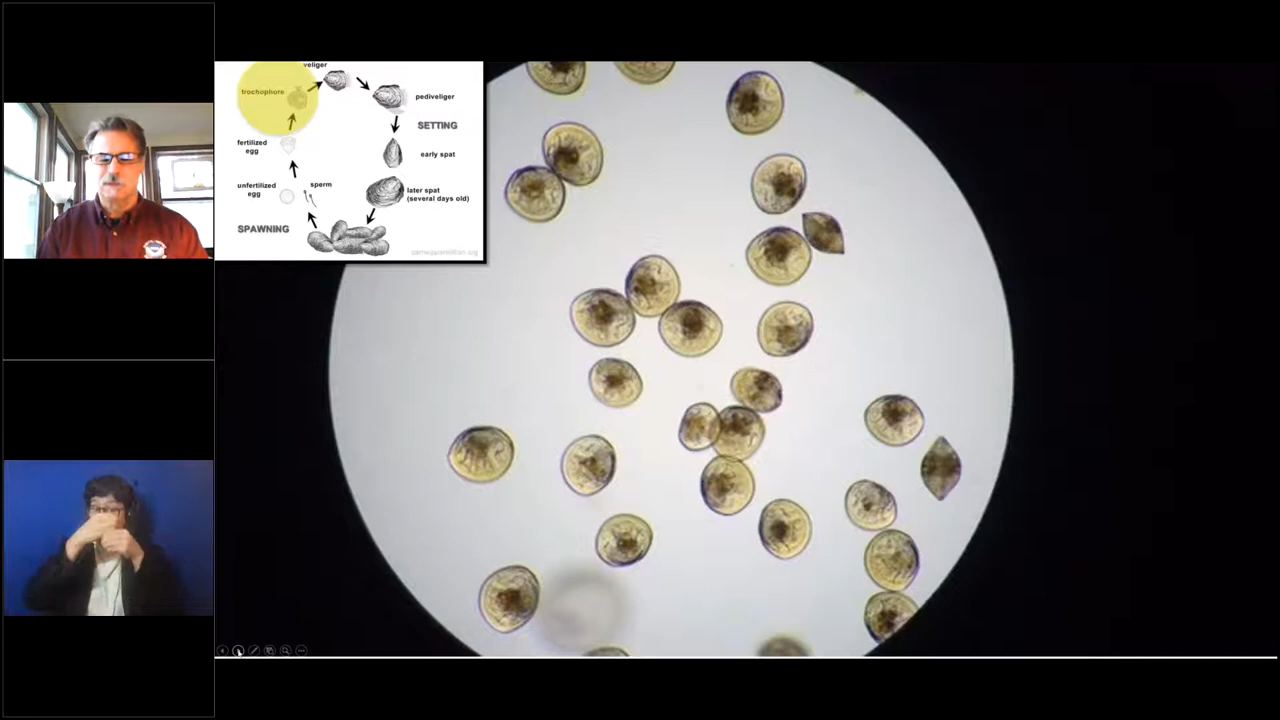 veliger
trochophore
pediveliger
SETTING
fertilized
egg
early spat
unfertilized
egg
sperm
later spat
(several days old)
SPAWNING